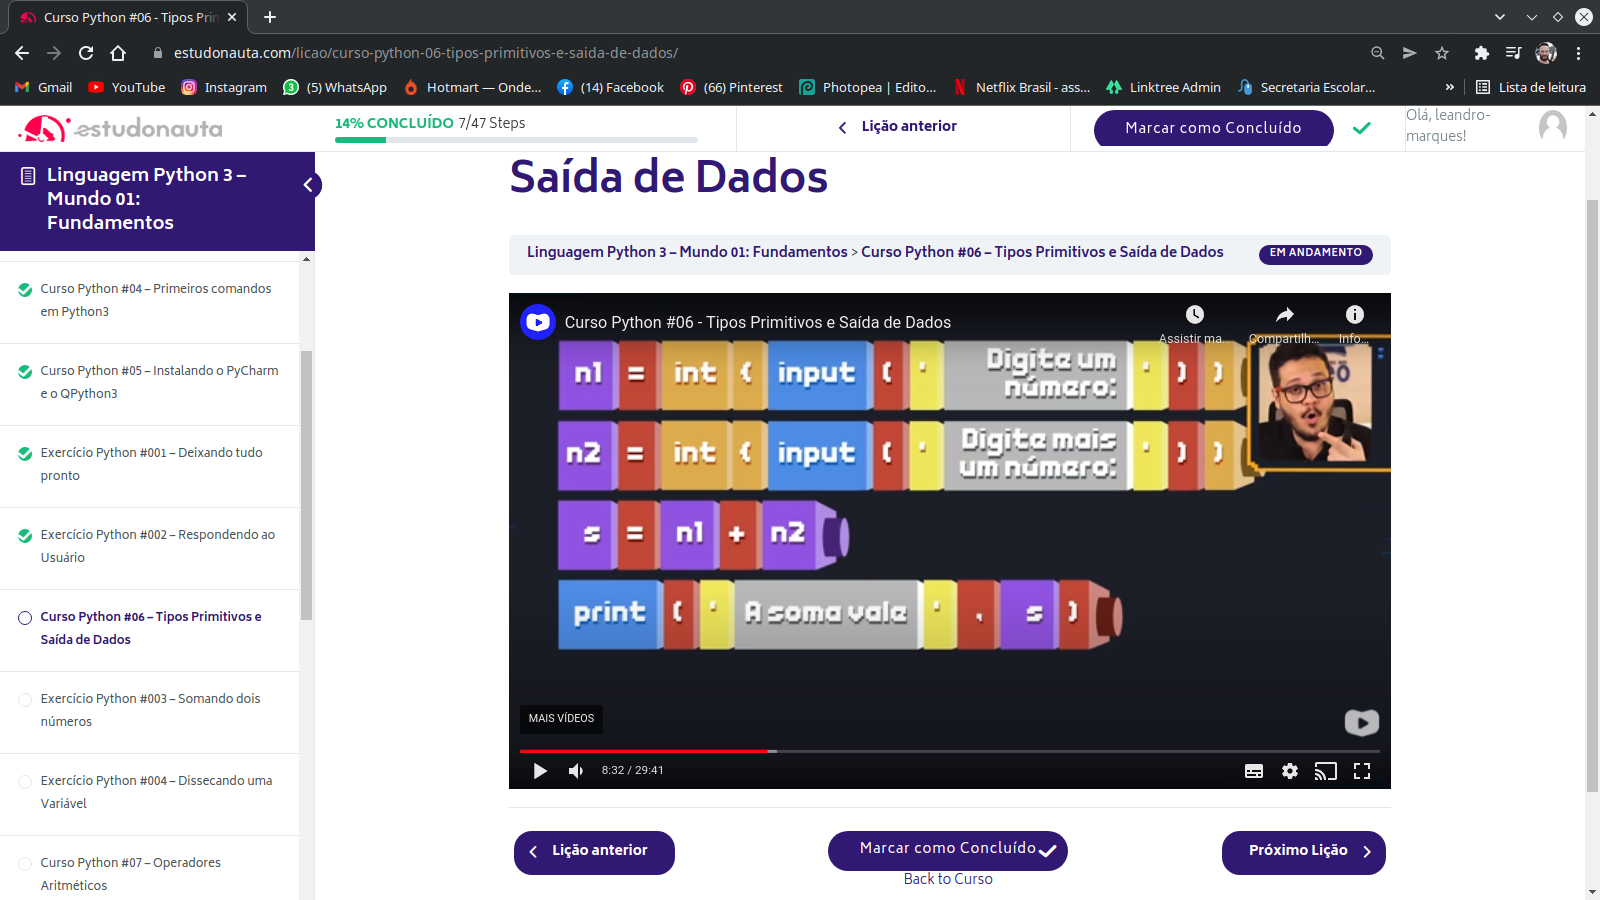 Curso Python #06 - Tipos Prin
estudonauta.com/licao/curso-python-06-tipos-primitivos-e-saida-de-dados/
Gmail
YouTube
Instagram
(5) WhatsApp
Hotmart — Onde...
(14) Facebook
(66) Pinterest
Photopea | Edito...
Netflix Brasil - ass...
Linktree Admin
Secretaria Escolar...
»
Lista de leitura
estudonauta
14% CONCLUÍDO 7/47 Steps
Lição anterior
Marcar como Concluído
Olá, leandro-
marques!
Linguagem Python 3 –
Mundo 01:
Fundamentos
Curso Python #04 – Primeiros comandos
em Python3
Curso Python #05 – Instalando o PyCharm
e o QPython3
Exercício Python #001 – Deixando tudo
pronto
Exercício Python #002 – Respondendo ao
Usuário
Curso Python #06 – Tipos Primitivos e
Saída de Dados
Exercício Python #003 – Somando dois
números
Exercício Python #004 – Dissecando uma
Variável
Curso Python #07 – Operadores
Aritméticos
Saída de Dados
Linguagem Python 3 – Mundo 01: Fundamentos > Curso Python #06 – Tipos Primitivos e Saída de Dados
EM ANDAMENTO
Curso Python #06 - Tipos Primitivos e Saída de Dados
Assistir ma...
Compartilh...
Info...
n1 = int ( input ( ' Digite um
número: ' ) )
n2 = int ( input ( ' Digite mais
um número: ' ) )
s = n1 + n2
print ( ' A soma vale ' , s )
MAIS VÍDEOS
8:32 / 29:41
Lição anterior
Marcar como Concluído
Próximo Lição
Back to Curso